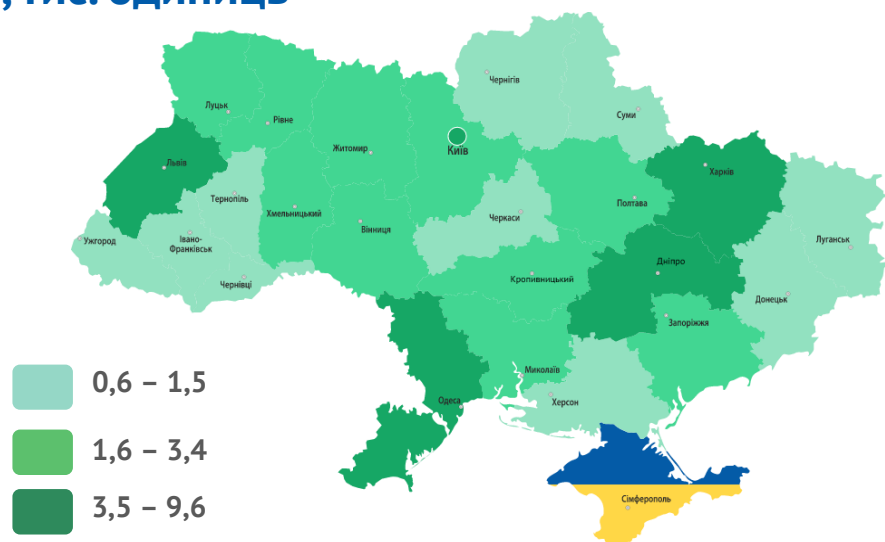 , тис. одиниць
Чернігів
Суми
Луцьк
Рівне
Житомир
Київ
Львів
Харків
Тернопіль
Хмельницький
Вінниця
Черкаси
Полтава
Ужгород
Івано-
Франківськ
Чернівці
Луганськ
Дніпро
Кропивницький
Донецьк
Запоріжжя
Миколаїв
Одеса
Херсон
Сімферополь
0,6 – 1,5
1,6 – 3,4
3,5 – 9,6